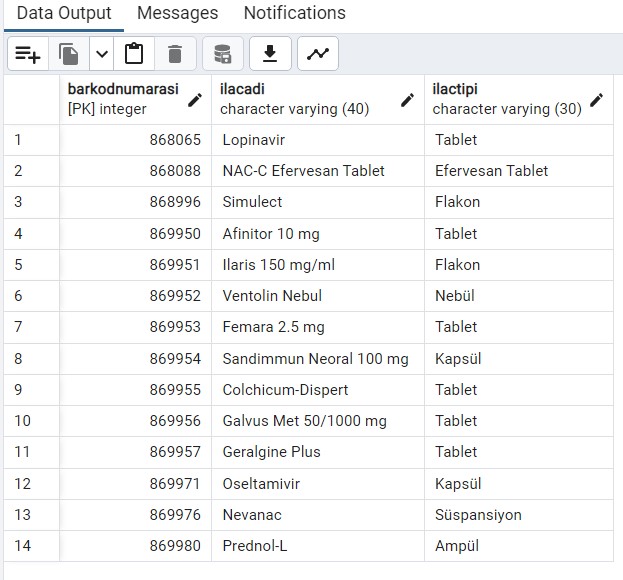 Data Output Messages Notifications
barkodnumarasi ilacadi ilactipi
[PK] integer character varying (40) character varying (30)
1 868065 Lopinavir Tablet
2 868088 NAC-C Efervesan Tablet Efervesan Tablet
3 868996 Simulect Flakon
4 869950 Afinitor 10 mg Tablet
5 869951 Ilaris 150 mg/ml Flakon
6 869952 Ventolin Nebul Nebül
7 869953 Femara 2.5 mg Tablet
8 869954 Sandimmun Neoral 100 mg Kapsül
9 869955 Colchicum-Dispert Tablet
10 869956 Galvus Met 50/1000 mg Tablet
11 869957 Geralgine Plus Tablet
12 869971 Oseltamivir Kapsül
13 869976 Nevanac Süspansiyon
14 869980 Prednol-L Ampül